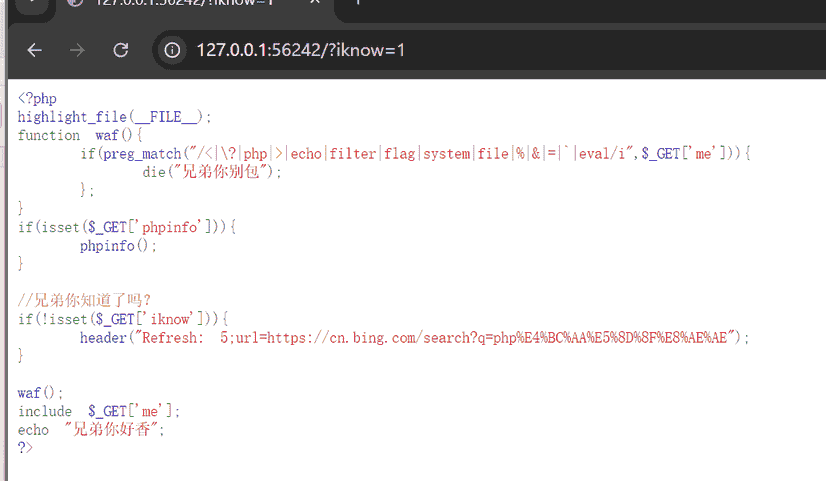 127.0.0.1:56242/?iknow=1
127.0.0.1:56242/?iknow=1
<?php
highlight_file(__FILE__);
function waf(){
if(preg_match("/<|\?|php|>|echo|filter|flag|system|file|%|&|=|`|eval/i",$_GET['me'])){
die("兄弟你别包");
};
}
if(isset($_GET['phpinfo'])){
phpinfo();
}
//兄弟你知道了吗?
if(!isset($_GET['iknow'])){
header("Refresh: 5;url=https://cn.bing.com/search?q=php%E4%BC%AA%E5%8D%8F%E8%AE%AE");
}
waf();
include $_GET['me'];
echo "兄弟你好香";
?>